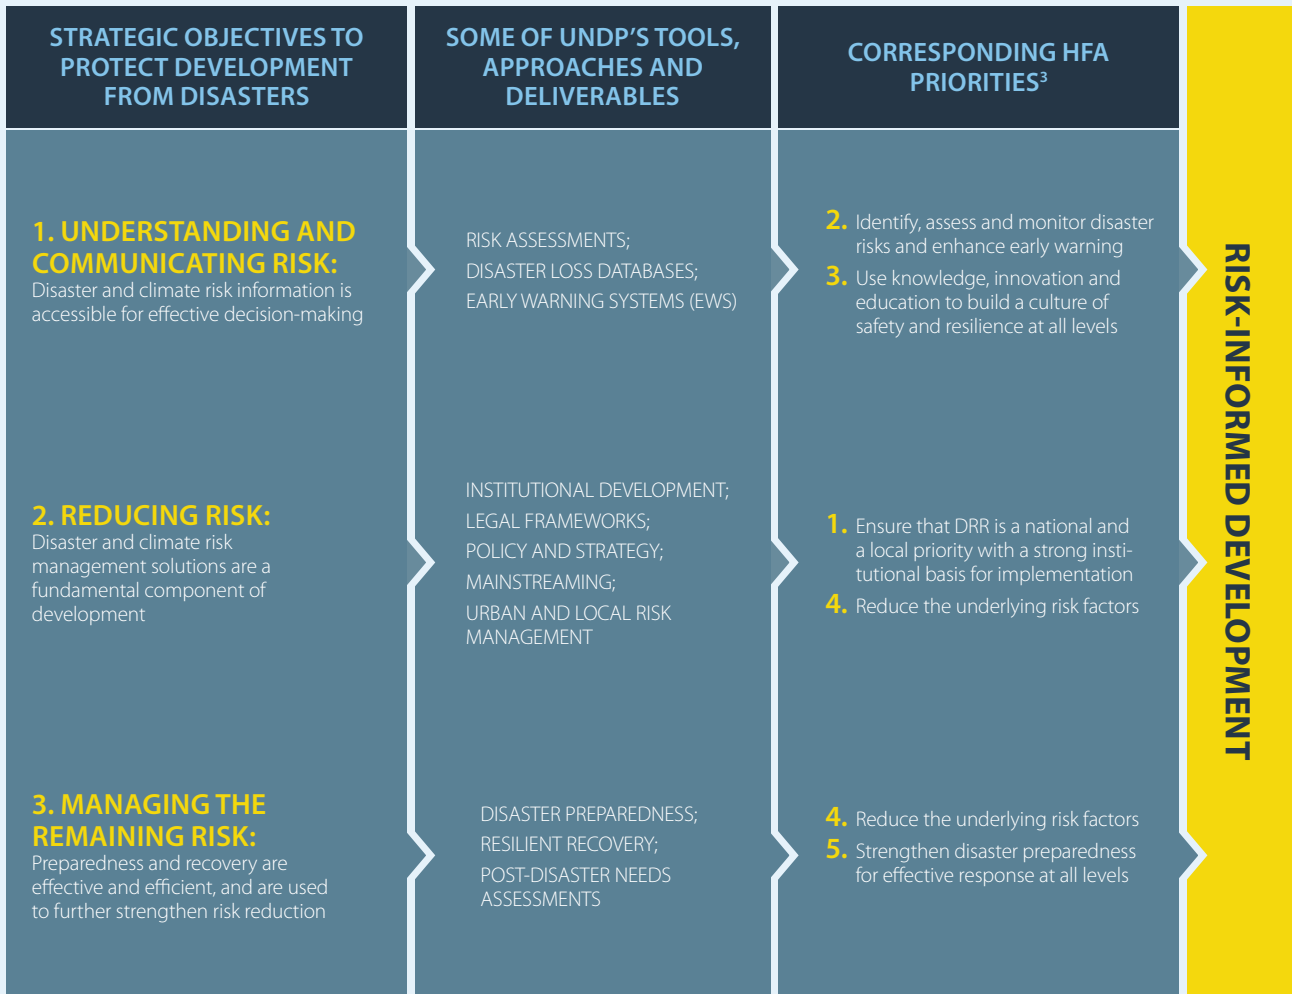 STRATEGIC OBJECTIVES TO
PROTECT DEVELOPMENT
FROM DISASTERS
SOME OF UNDP’S TOOLS,
APPROACHES AND
DELIVERABLES
CORRESPONDING HFA
PRIORITIES³
1. UNDERSTANDING AND
COMMUNICATING RISK:
Disaster and climate risk information is
accessible for effective decision-making
RISK ASSESSMENTS;
DISASTER LOSS DATABASES;
EARLY WARNING SYSTEMS (EWS)
2. Identify, assess and monitor disaster
risks and enhance early warning
3. Use knowledge, innovation and
education to build a culture of
safety and resilience at all levels
2. REDUCING RISK:
Disaster and climate risk
management solutions are a
fundamental component of
development
INSTITUTIONAL DEVELOPMENT;
LEGAL FRAMEWORKS;
POLICY AND STRATEGY;
MAINSTREAMING;
URBAN AND LOCAL RISK
MANAGEMENT
1. Ensure that DRR is a national and
a local priority with a strong insti-
tutional basis for implementation
4. Reduce the underlying risk factors
3. MANAGING THE
REMAINING RISK:
Preparedness and recovery are
effective and efficient, and are used
to further strengthen risk reduction
DISASTER PREPAREDNESS;
RESILIENT RECOVERY;
POST-DISASTER NEEDS
ASSESSMENTS
4. Reduce the underlying risk factors
5. Strengthen disaster preparedness
for effective response at all levels
RISK-INFORMED DEVELOPMENT